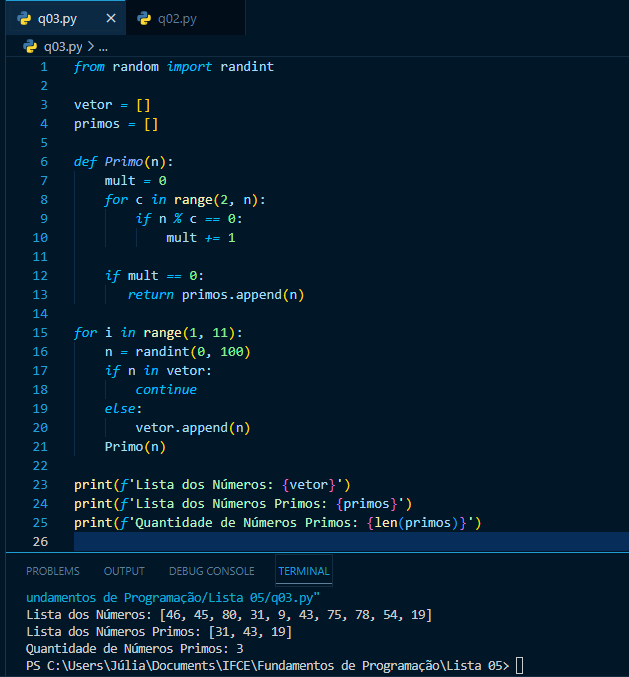 q03.py × q02.py
q03.py > ...
1 from random import randint
2
3 vetor = []
4 primos = []
5
6 def Primo(n):
7     mult = 0
8     for c in range(2, n):
9         if n % c == 0:
10             mult += 1
11
12     if mult == 0:
13        return primos.append(n)
14
15 for i in range(1, 11):
16     n = randint(0, 100)
17     if n in vetor:
18         continue
19     else:
20         vetor.append(n)
21     Primo(n)
22
23 print(f'Lista dos Números: {vetor}')
24 print(f'Lista dos Números Primos: {primos}')
25 print(f'Quantidade de Números Primos: {len(primos)}')
26
PROBLEMS OUTPUT DEBUG CONSOLE TERMINAL
undamentos de Programação/Lista 05/q03.py"
Lista dos Números: [46, 45, 80, 31, 9, 43, 75, 78, 54, 19]
Lista dos Números Primos: [31, 43, 19]
Quantidade de Números Primos: 3
PS C:\Users\Júlia\Documents\IFCE\Fundamentos de Programação\Lista 05>